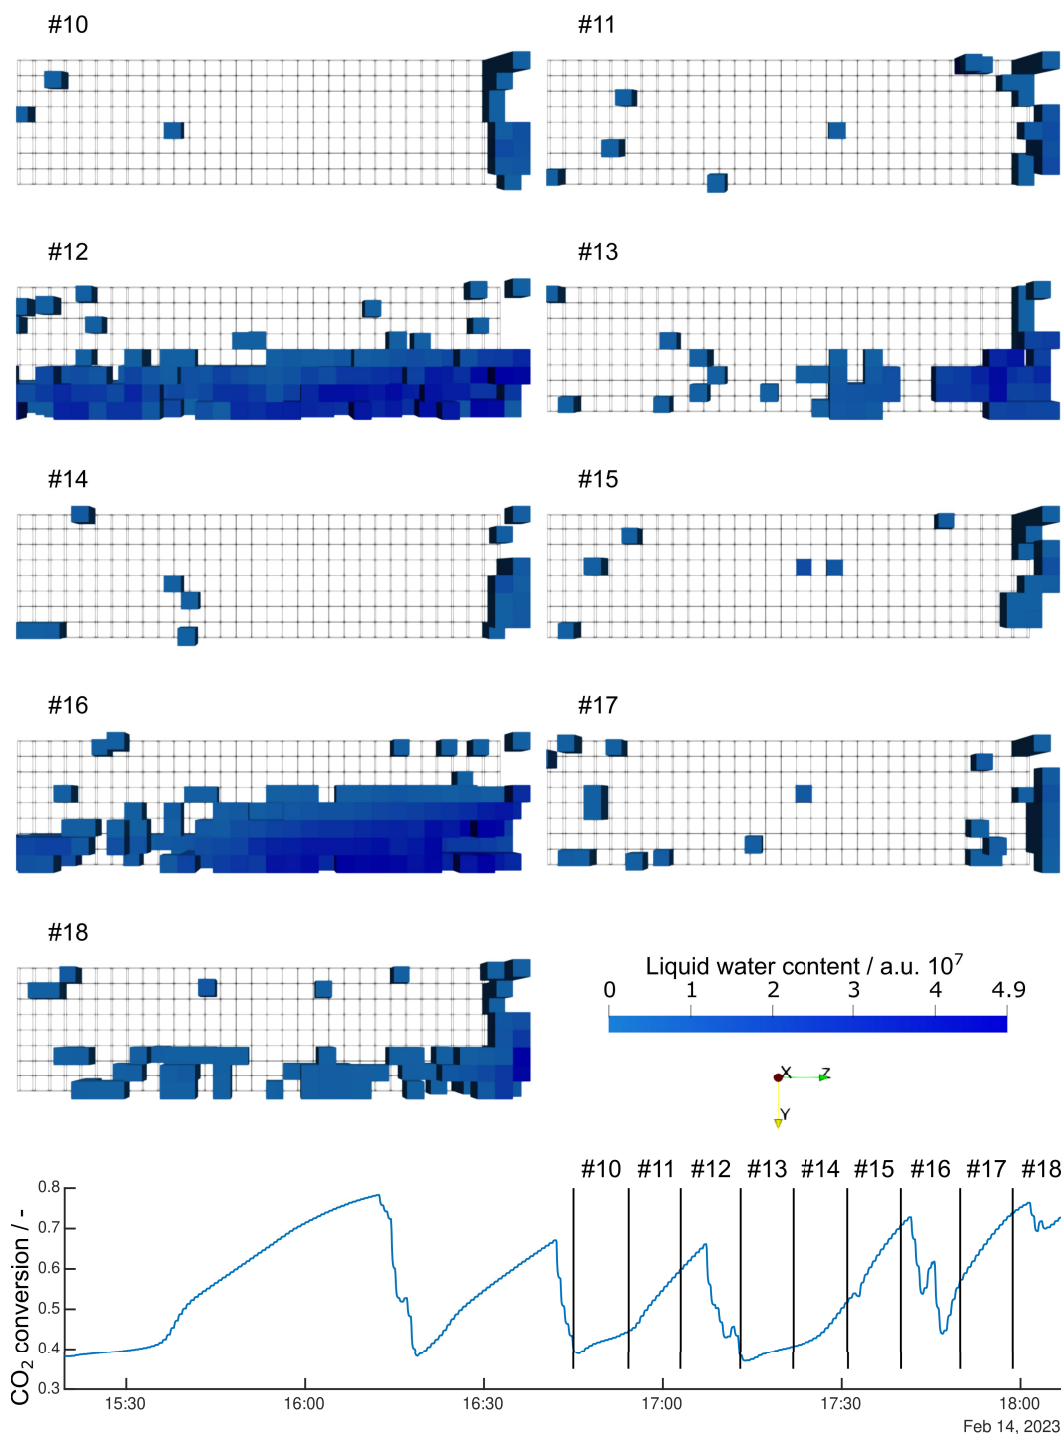 #10 #11
#12 #13
#14 #15
#16 #17
#18
Liquid water content / a.u. 10⁷
0 1 2 3 4 4.9
X Z
Y
#10 #11 #12 #13 #14 #15 #16 #17 #18
CO₂ conversion / -
0.8
0.7
0.6
0.5
0.4
0.3
15:30 16:00 16:30 17:00 17:30 18:00
Feb 14, 2023